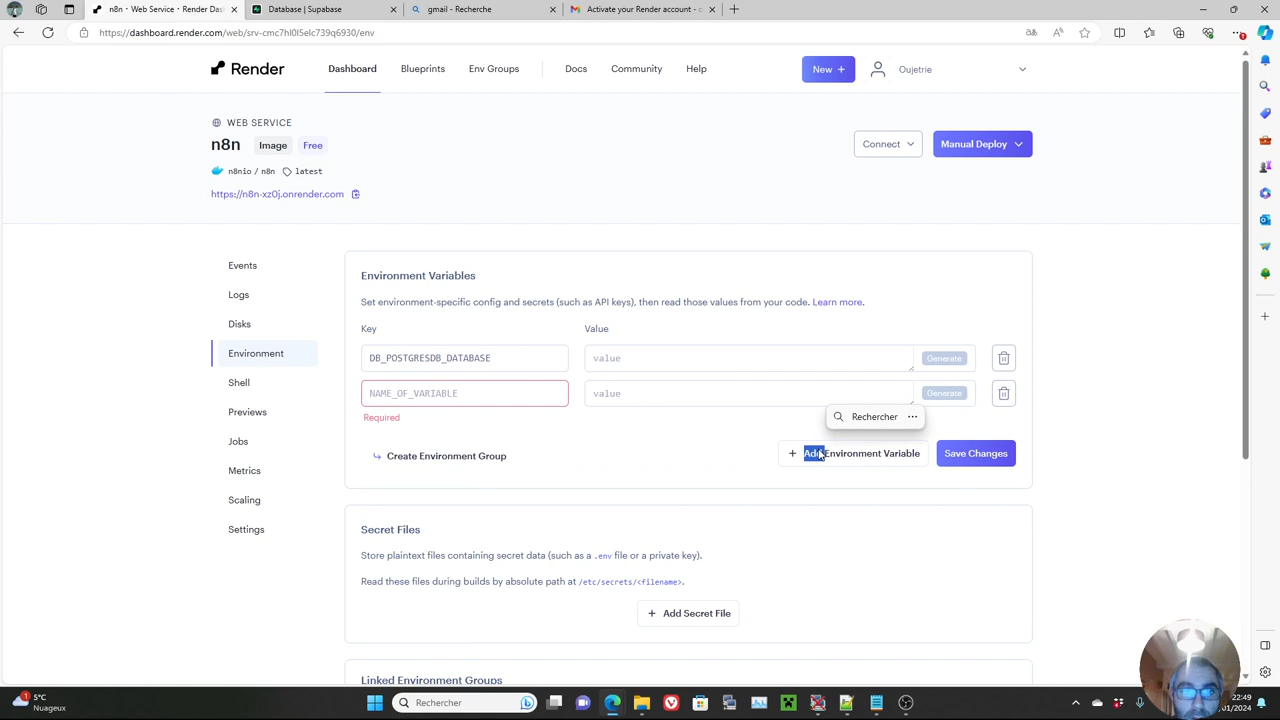 n8n · Web Service · Render Dash
Database | Supabase
gmail - Recherche
Activate your Render account - o
https://dashboard.render.com/web/srv-cmc7hl0l5elc739q6930/env
Render
Dashboard
Blueprints
Env Groups
Docs
Community
Help
New +
Oujetrie
WEB SERVICE
n8n Image Free
Connect
Manual Deploy
n8nio / n8n latest
https://n8n-xz0j.onrender.com
Events
Logs
Disks
Environment
Shell
Previews
Jobs
Metrics
Scaling
Settings
Environment Variables
Set environment-specific config and secrets (such as API keys), then read those values from your code. Learn more.
Key Value
DB_POSTGRESDB_DATABASE value Generate
NAME_OF_VARIABLE value Generate
Required
Rechercher ...
Create Environment Group
+ Add Environment Variable
Save Changes
Secret Files
Store plaintext files containing secret data (such as a .env file or a private key).
Read these files during builds by absolute path at /etc/secrets/<filename>.
+ Add Secret File
Linked Environment Groups
1
5°C
Nuageux
Rechercher
22:49
01/2024